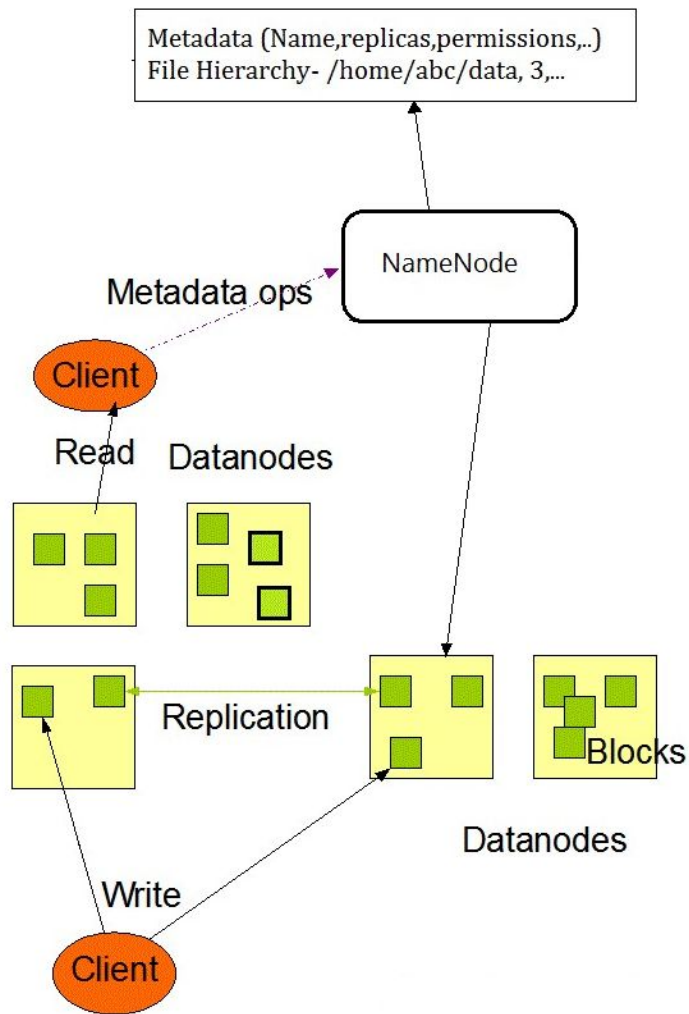 Metadata (Name,replicas,permissions,..)
File Hierarchy- /home/abc/data, 3,...
NameNode
Metadata ops
Client
Read
Datanodes
Replication
Blocks
Datanodes
Write
Client